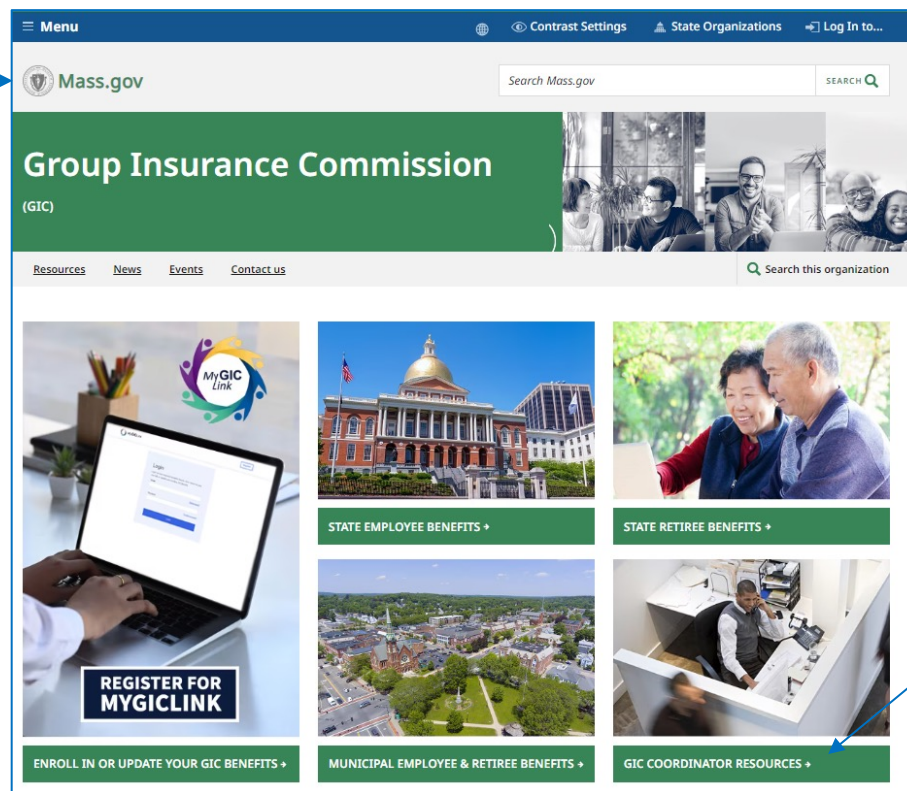 Menu
Contrast Settings
State Organizations
Log In to...
Mass.gov
Search Mass.gov
SEARCH
Group Insurance Commission
(GIC)
Resources
News
Events
Contact us
Search this organization
MyGIC
Link
Login
REGISTER FOR
MYGICLINK
STATE EMPLOYEE BENEFITS
STATE RETIREE BENEFITS
ENROLL IN OR UPDATE YOUR GIC BENEFITS
MUNICIPAL EMPLOYEE & RETIREE BENEFITS
GIC COORDINATOR RESOURCES